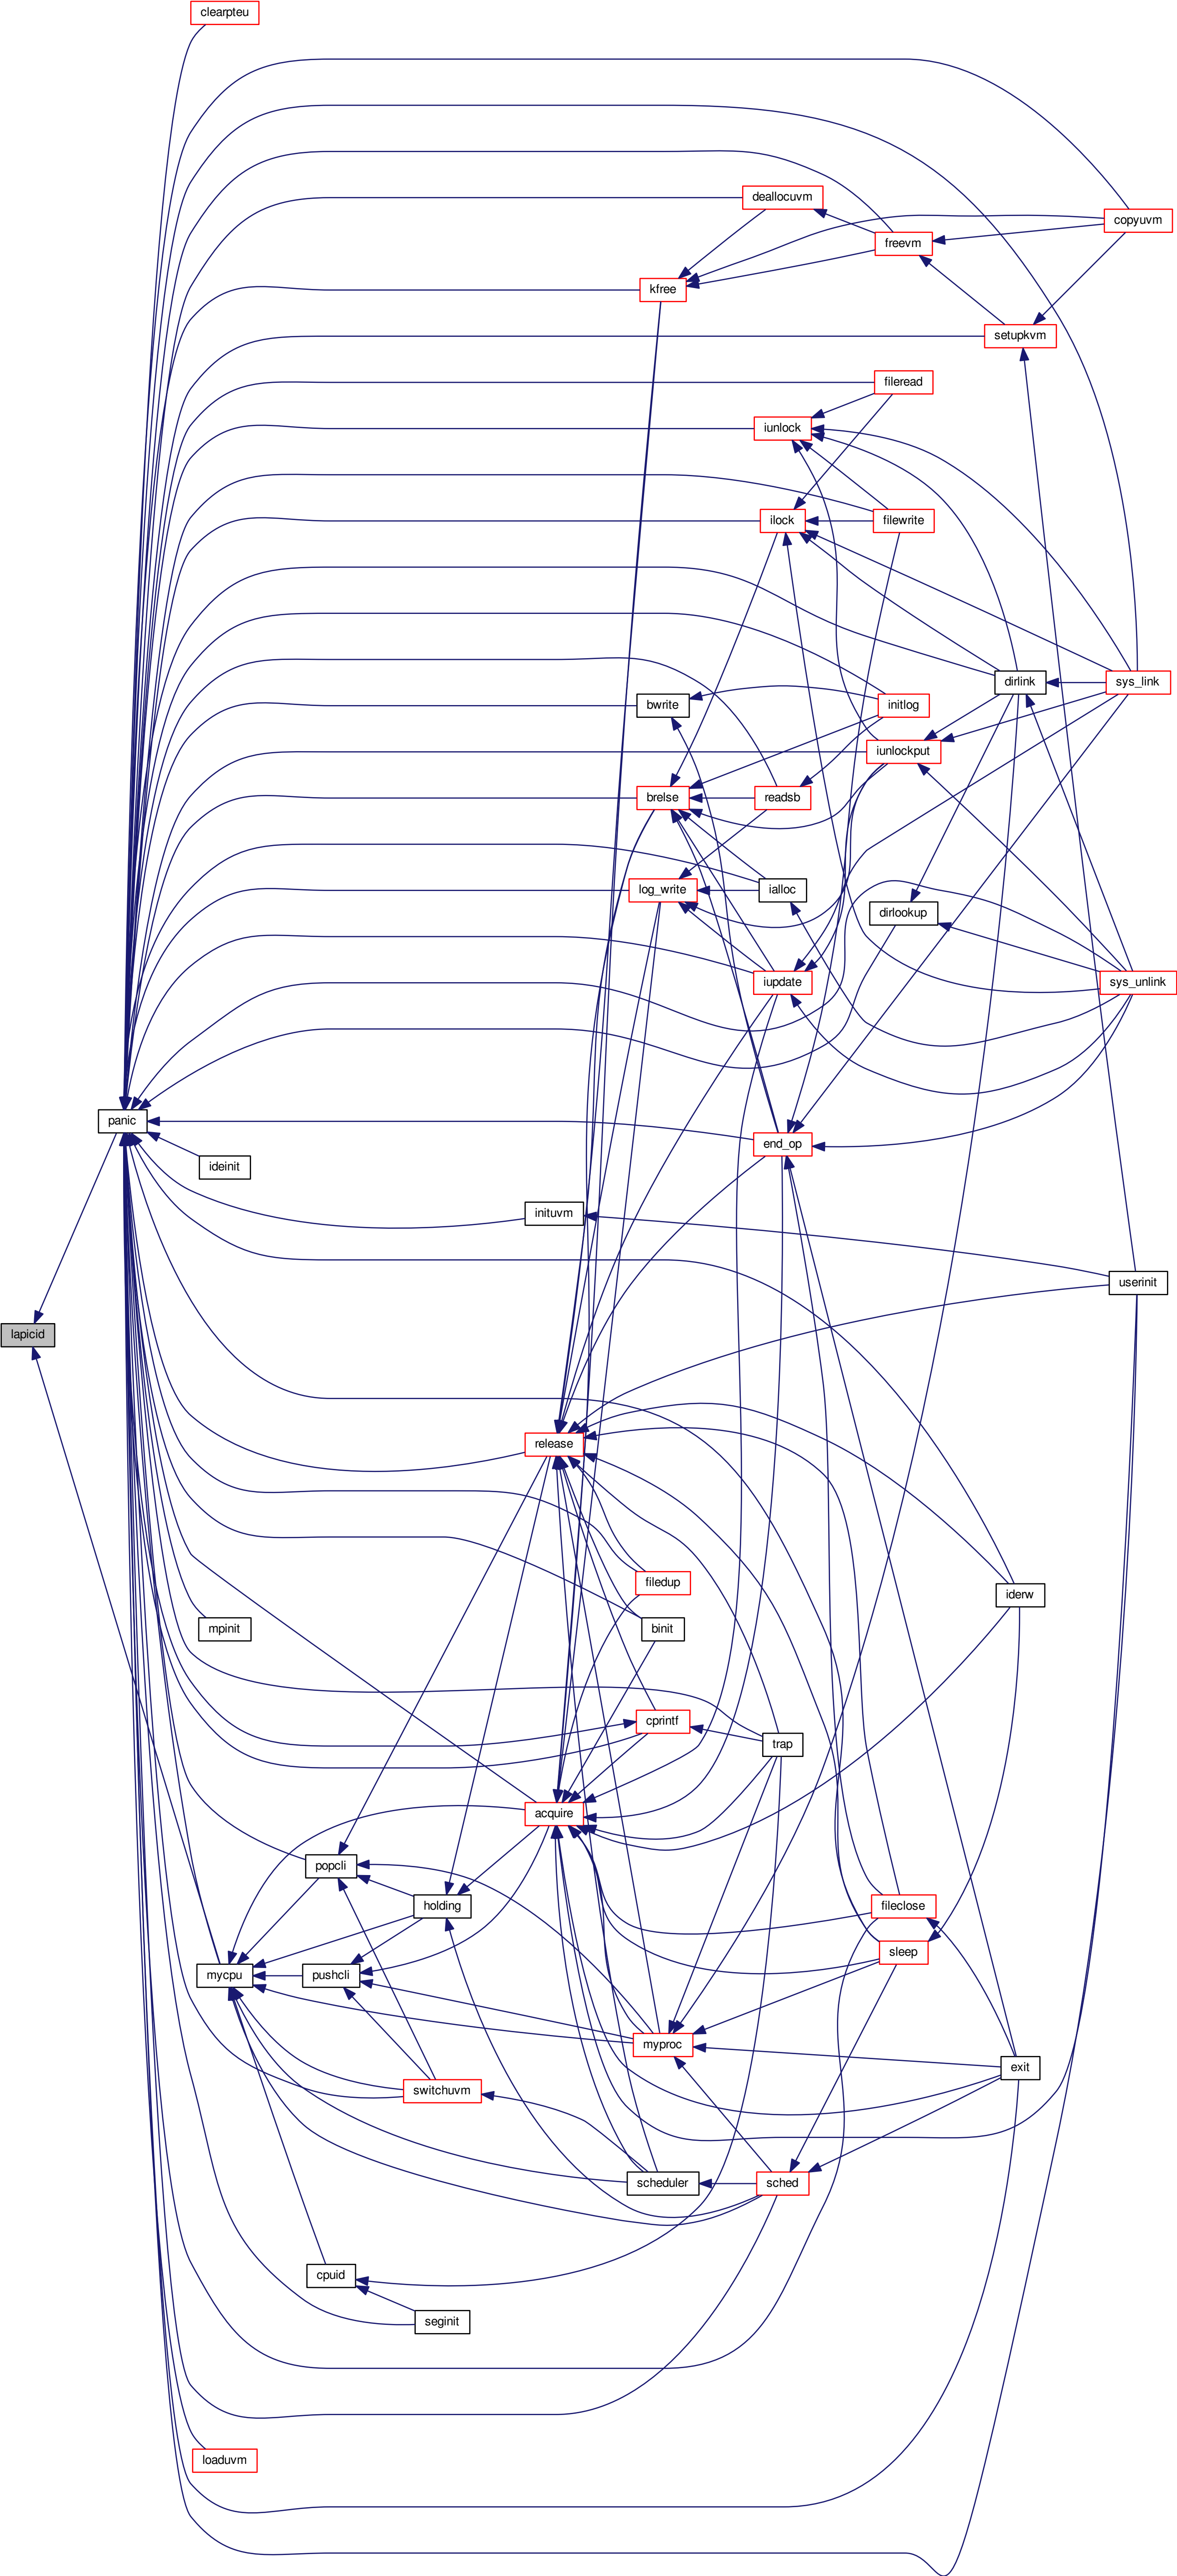 clearpteu
deallocuvm
copyuvm
freevm
kfree
setupkvm
fileread
iunlock
ilock
filewrite
dirlink
sys_link
bwrite
initlog
iunlockput
brelse
readsb
log_write
ialloc
dirlookup
iupdate
sys_unlink
panic
end_op
ideinit
inituvm
userinit
lapicid
release
filedup
iderw
mpinit
binit
cprintf
trap
acquire
popcli
holding
fileclose
sleep
mycpu
pushcli
myproc
exit
switchuvm
scheduler
sched
cpuid
seginit
loaduvm